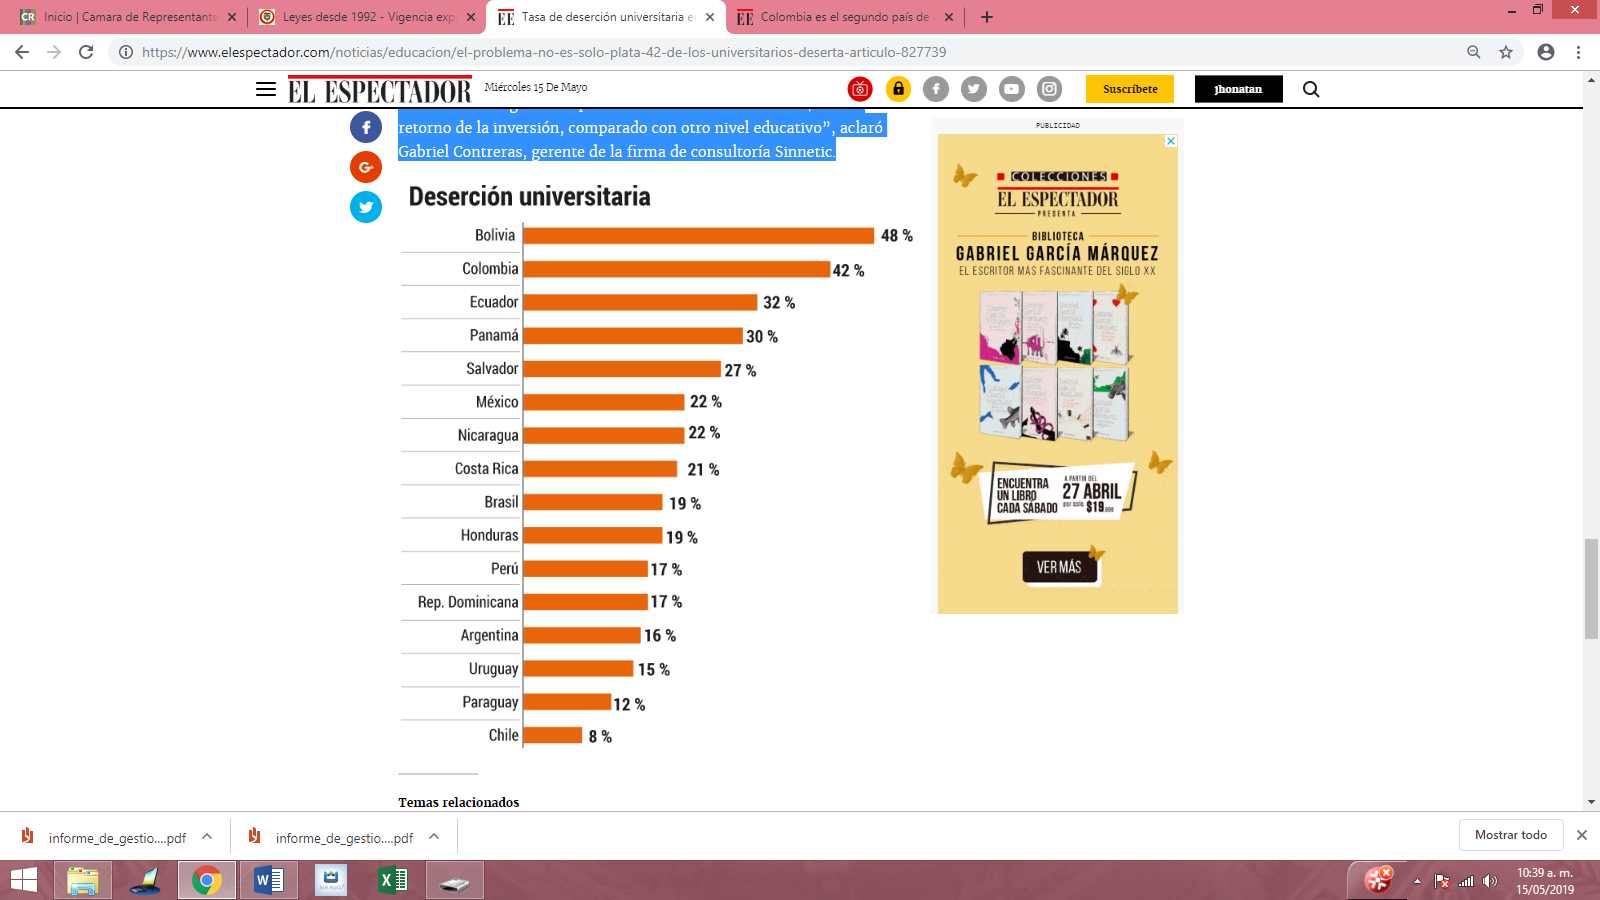 CR Inicio | Camara de Representante
Leyes desde 1992 - Vigencia exp
EE Tasa de deserción universitaria e
EE Colombia es el segundo país de
https://www.elespectador.com/noticias/educacion/el-problema-no-es-solo-plata-42-de-los-universitarios-deserta-articulo-827739
EL ESPECTADOR
Miércoles 15 De Mayo
Suscríbete
jhonatan
retorno de la inversión, comparado con otro nivel educativo”, aclaró
Gabriel Contreras, gerente de la firma de consultoría Sinnetic.
Deserción universitaria
Bolivia 48 %
Colombia 42 %
Ecuador 32 %
Panamá 30 %
Salvador 27 %
México 22 %
Nicaragua 22 %
Costa Rica 21 %
Brasil 19 %
Honduras 19 %
Perú 17 %
Rep. Dominicana 17 %
Argentina 16 %
Uruguay 15 %
Paraguay 12 %
Chile 8 %
Temas relacionados
PUBLICIDAD
COLECCIONES
EL ESPECTADOR
PRESENTA
BIBLIOTECA
GABRIEL GARCÍA MÁRQUEZ
EL ESCRITOR MÁS FASCINANTE DEL SIGLO XX
ENCUENTRA
UN LIBRO
CADA SÁBADO
A PARTIR DEL
27 ABRIL
por solo $19.
VER MÁS
informe_de_gestio....pdf
informe_de_gestio....pdf
Mostrar todo
10:39 a. m.
15/05/2019